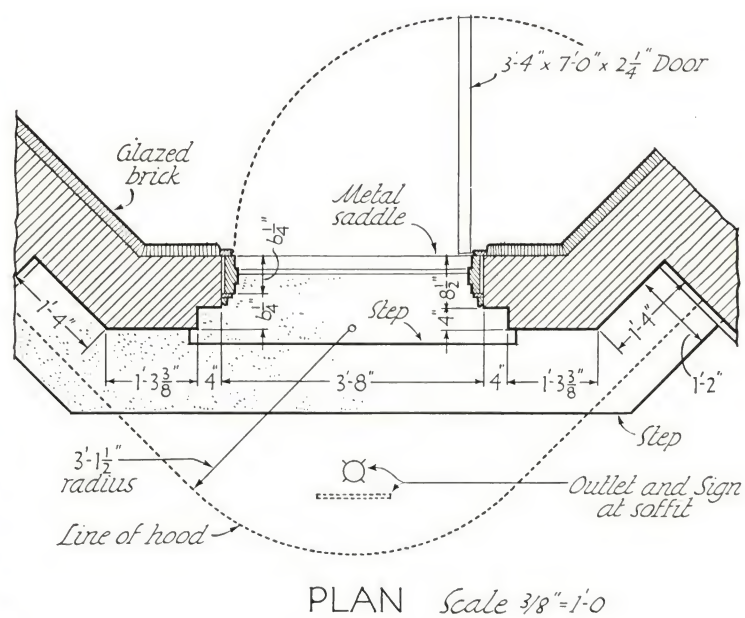 3'-4" x 7'-0" x 2 1/4" Door
Glazed
brick
Metal
saddle
6 1/4"
8 1/2"
6 1/4"
4"
Step
1'-4"
1'-4"
1'-3 3/8"
4"
3'-8"
4"
1'-3 3/8"
1'-2"
Step
3'-1 1/2"
radius
Outlet and Sign
at soffit
Line of hood
PLAN Scale 3/8"=1'-0